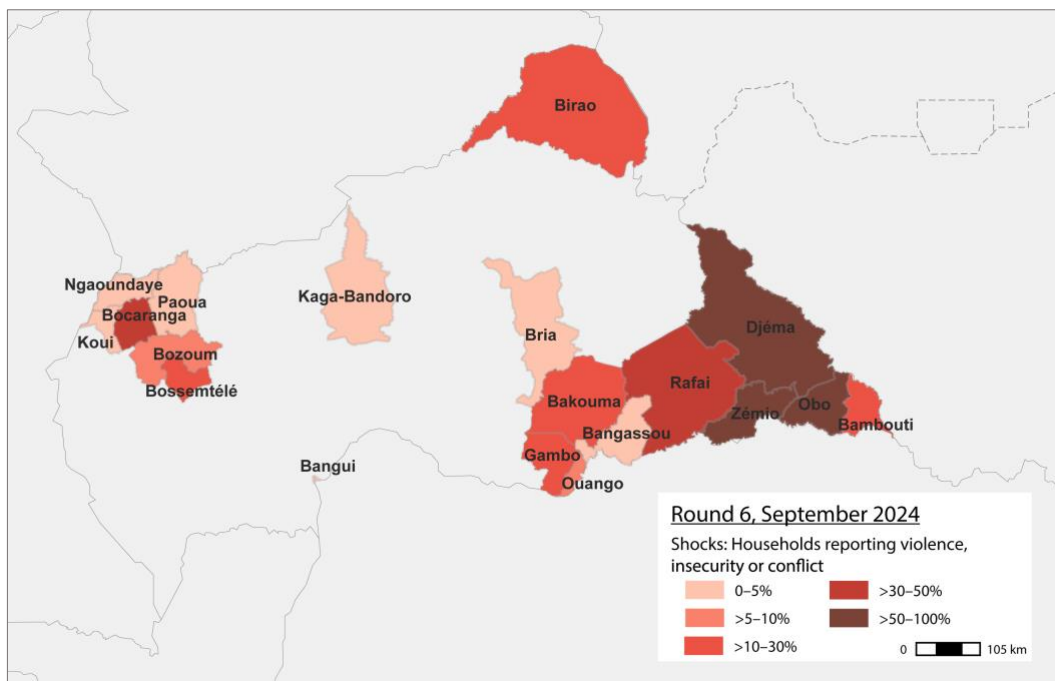 Birao
Ngaoundaye
Paoua
Bocaranga
Koui
Bozoum
Bossemtélé
Kaga-Bandoro
Bria
Djéma
Rafai
Bakouma
Zémio
Obo
Bambouti
Bangassou
Gambo
Ouango
Bangui
Round 6, September 2024
Shocks: Households reporting violence,
insecurity or conflict
0–5%
>5–10%
>10–30%
>30–50%
>50–100%
0 105 km